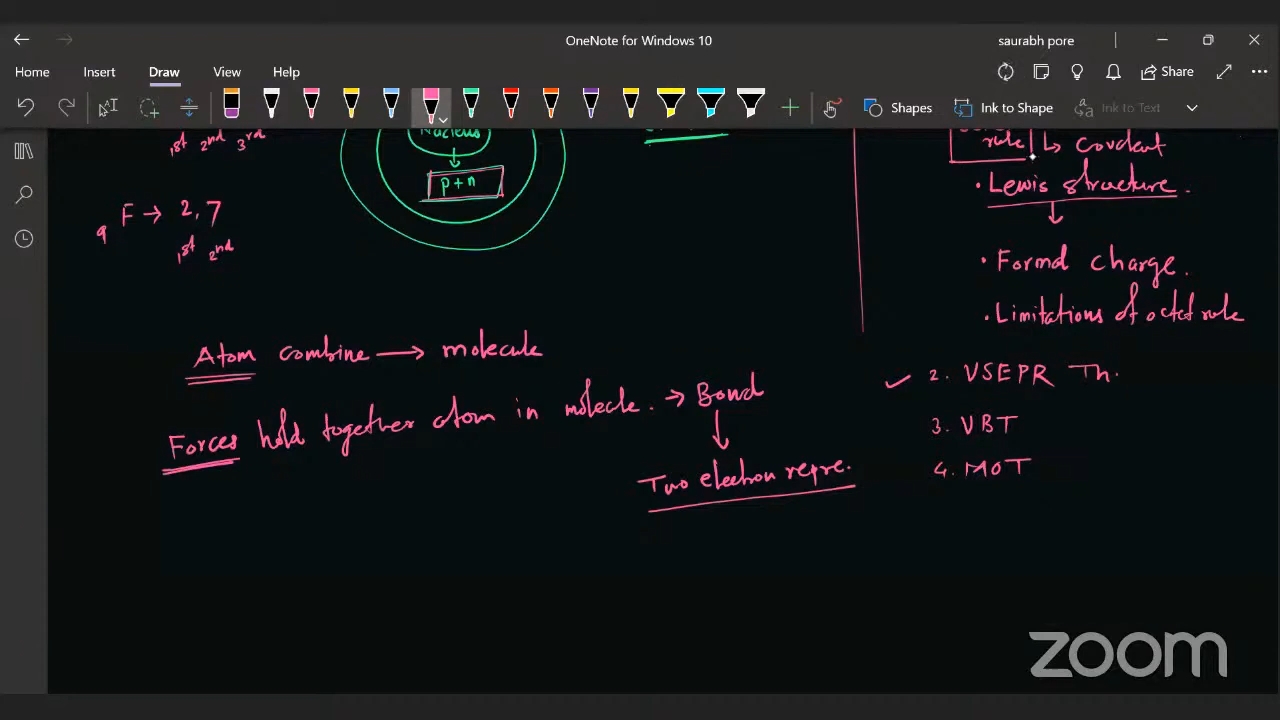 OneNote for Windows 10
saurabh pore
Home Insert Draw View Help
Share
Shapes Ink to Shape Ink to Text
1st 2nd 3rd
Nucleus
p+n
9 F → 2, 7
1st 2nd
Atom combine → molecule
Forces hold together atom in molecule. → Bond
Two electron repre.
rule ↳ covalent
• Lewis structure.
• Formal charge.
• Limitations of octet rule
✓ 2. VSEPR Th.
3. VBT
4. MOT
zoom